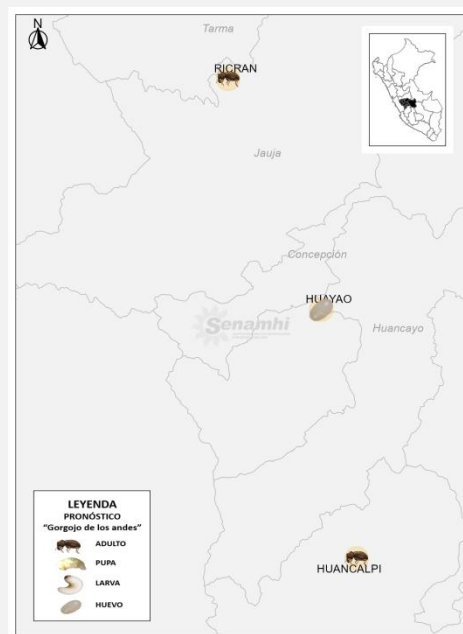 N
Tarma
RICRAN
Jauja
Concepción
HUAYAO
Senamhi
Huancayo
HUANCALPI
LEYENDA
PRONÓSTICO
"Gorgojo de los andes"
ADULTO
PUPA
LARVA
HUEVO